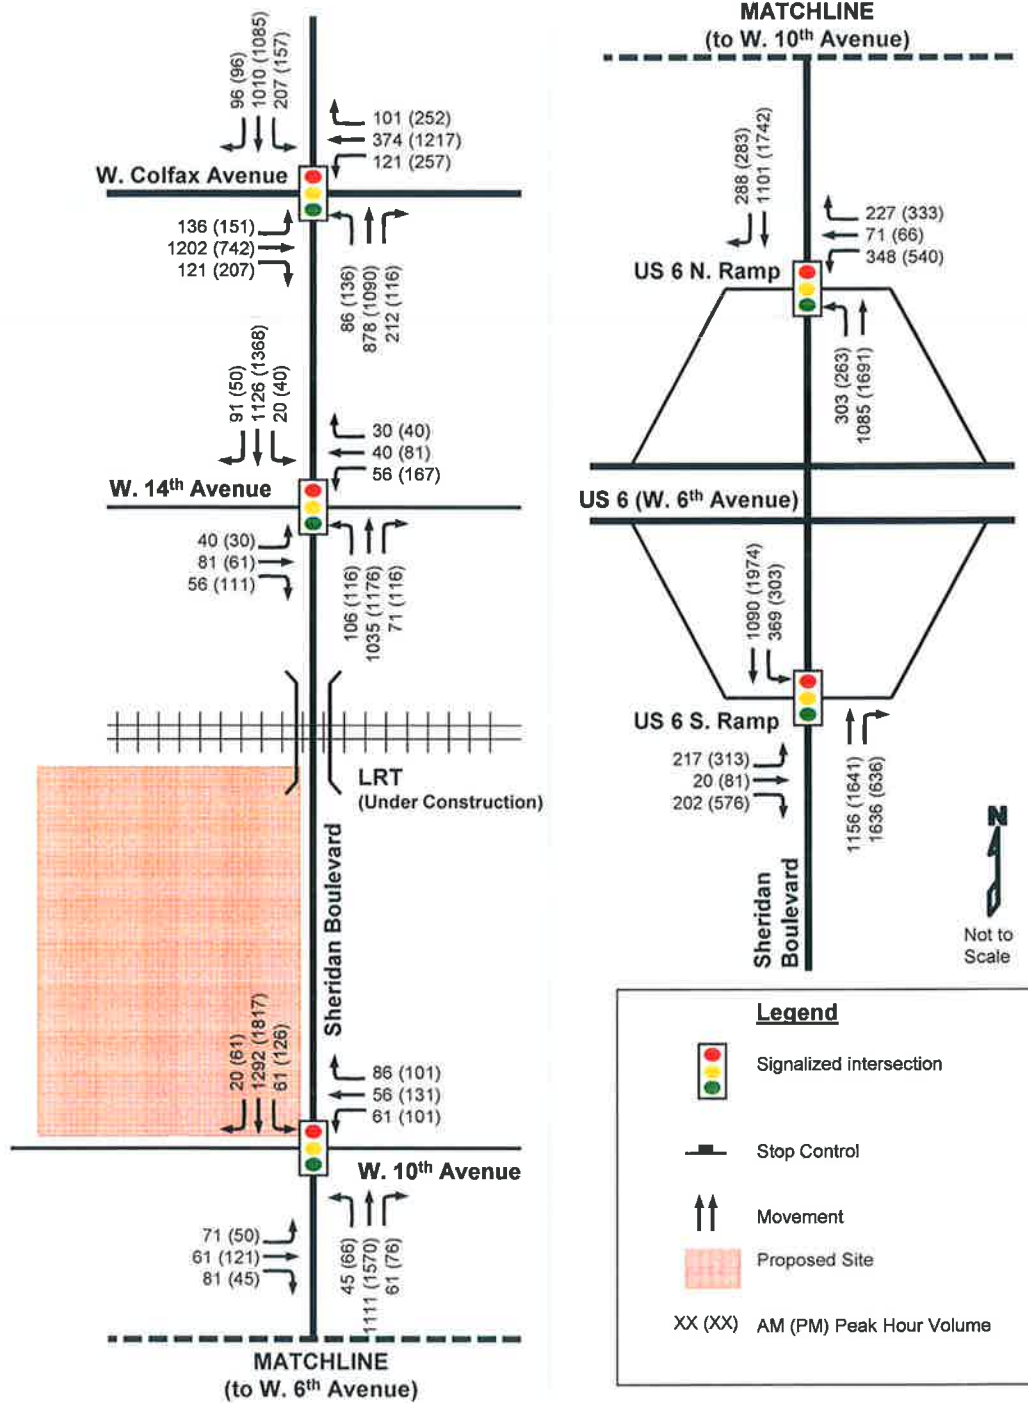 96 (96)
1010 (1085)
207 (157)
101 (252)
374 (1217)
121 (257)
W. Colfax Avenue
136 (151)
1202 (742)
121 (207)
86 (136)
878 (1090)
212 (116)
91 (50)
1126 (1368)
20 (40)
30 (40)
40 (81)
56 (167)
W. 14th Avenue
40 (30)
81 (61)
56 (111)
106 (116)
1035 (1176)
71 (116)
LRT
(Under Construction)
Sheridan Boulevard
20 (61)
1292 (1817)
61 (126)
86 (101)
56 (131)
61 (101)
W. 10th Avenue
71 (50)
61 (121)
81 (45)
45 (66)
1111 (1570)
61 (76)
MATCHLINE
(to W. 6th Avenue)
MATCHLINE
(to W. 10th Avenue)
288 (283)
1101 (1742)
227 (333)
71 (66)
348 (540)
US 6 N. Ramp
303 (263)
1085 (1691)
US 6 (W. 6th Avenue)
1090 (1974)
369 (303)
US 6 S. Ramp
217 (313)
20 (81)
202 (576)
1156 (1641)
1636 (636)
Sheridan
Boulevard
N
Not to
Scale
Legend
Signalized intersection
Stop Control
Movement
Proposed Site
XX (XX) AM (PM) Peak Hour Volume